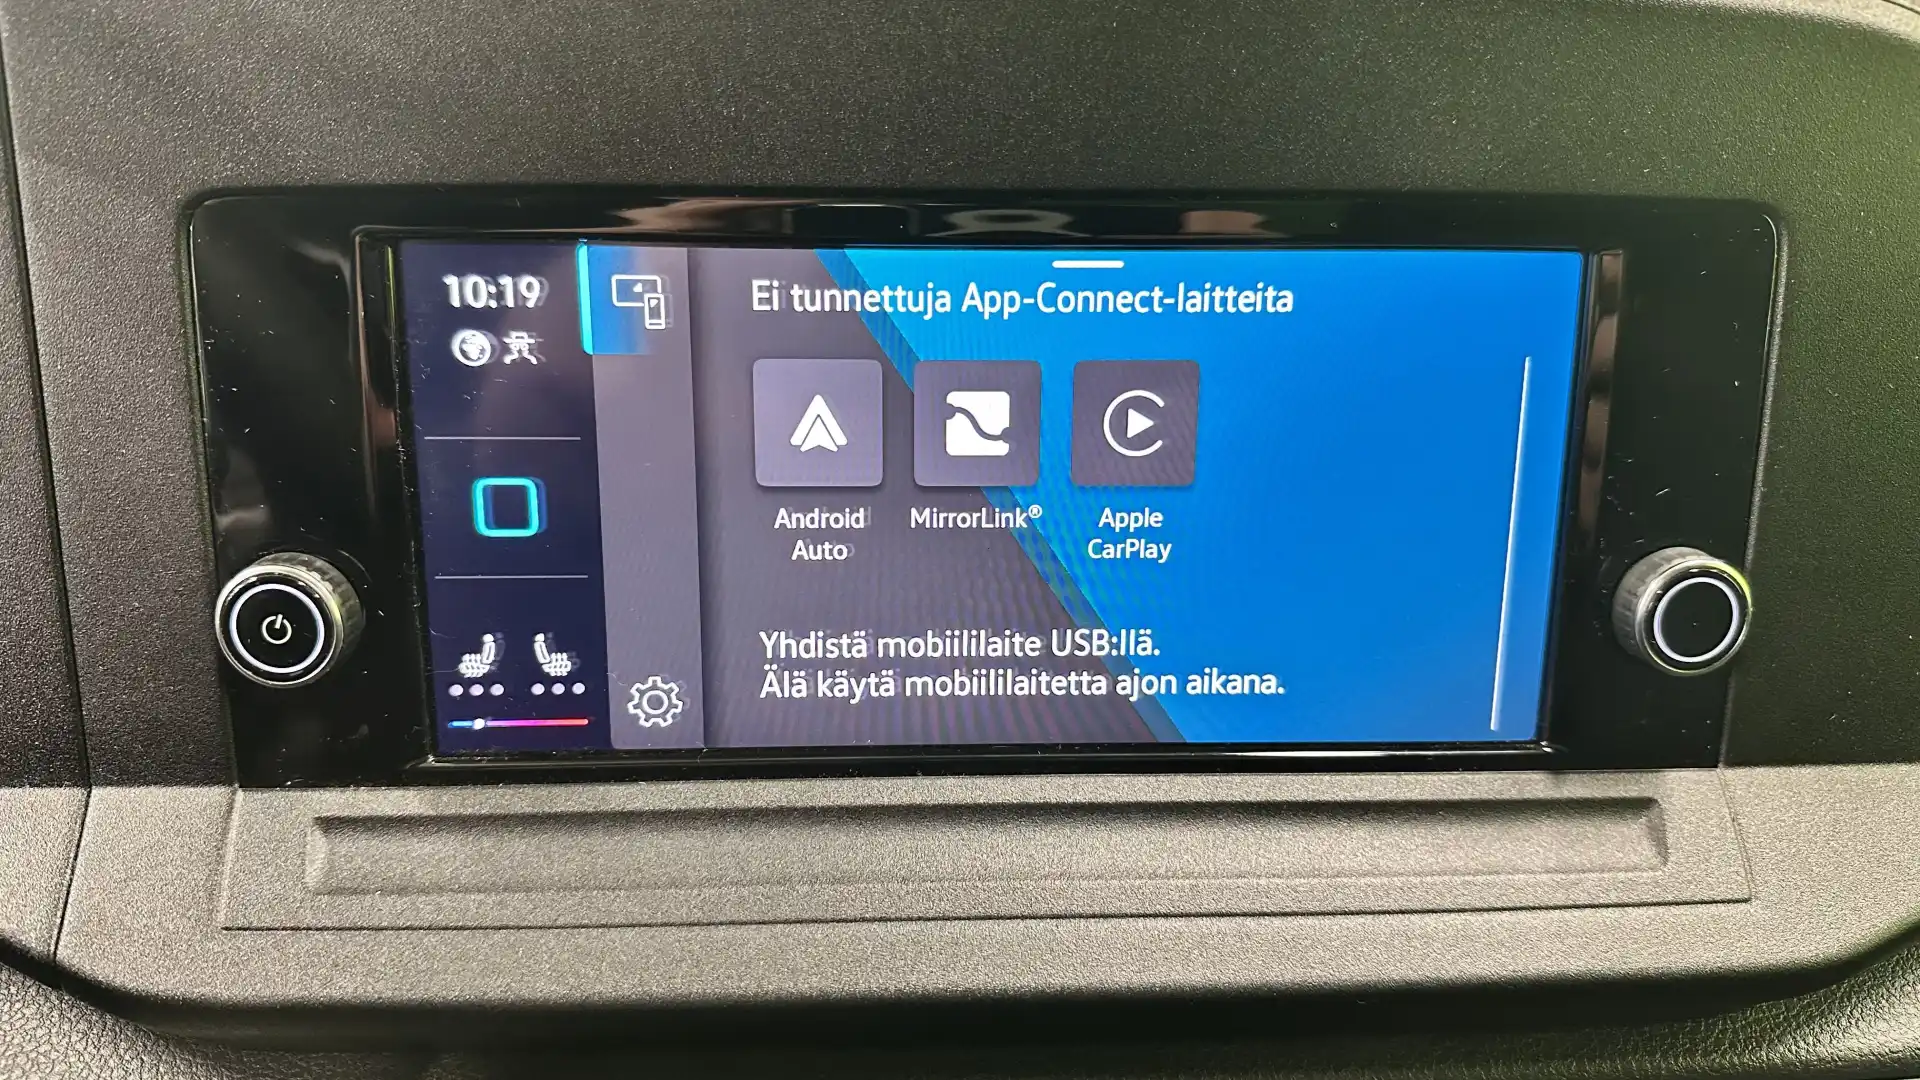 10:19
Ei tunnettuja App-Connect-laitteita
Android
Auto
MirrorLink®
Apple
CarPlay
Yhdistä mobiililaite USB:llä.
Älä käytä mobiililaitetta ajon aikana.